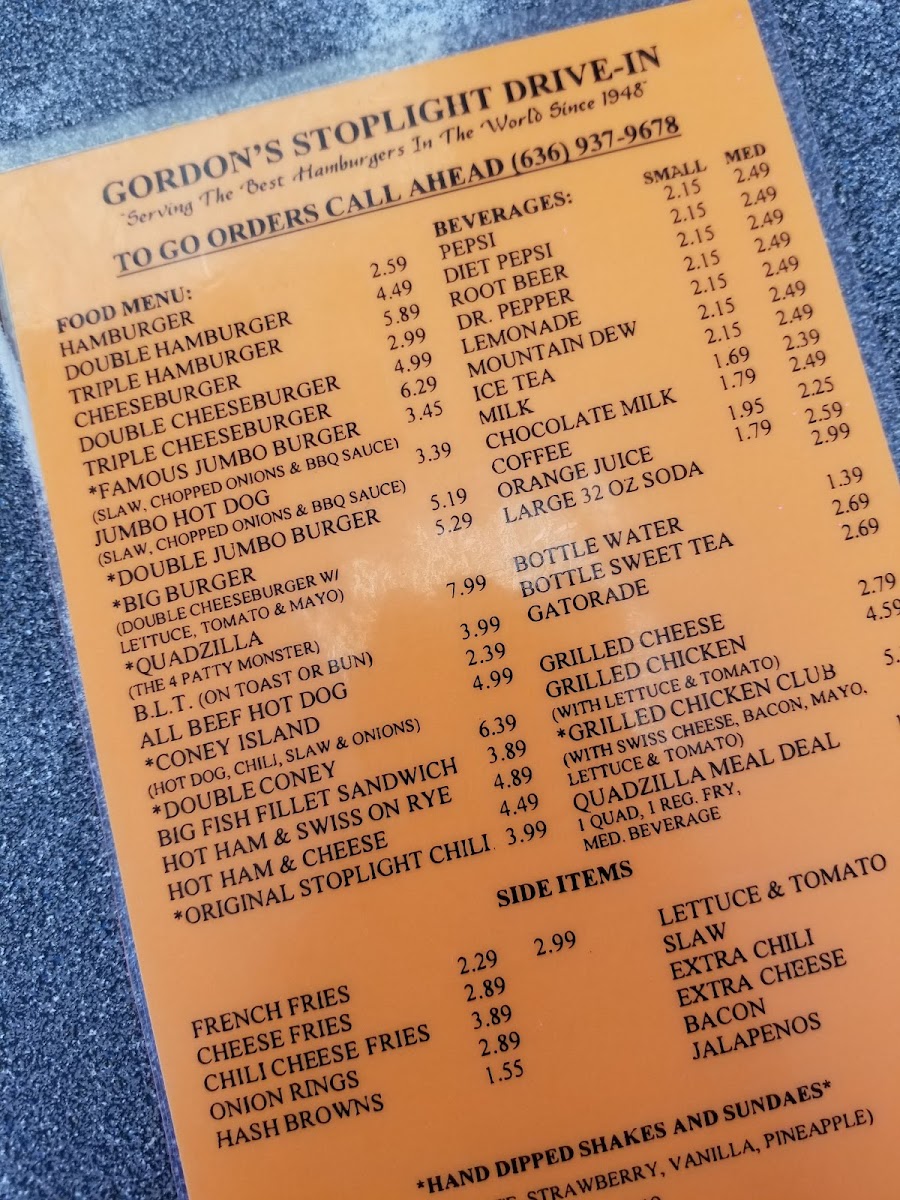 GORDON'S STOPLIGHT DRIVE-IN
"Serving The Best Hamburgers In The World Since 1948"
TO GO ORDERS CALL AHEAD (636) 937-9678
FOOD MENU:
HAMBURGER 2.59
DOUBLE HAMBURGER 4.49
TRIPLE HAMBURGER 5.89
CHEESEBURGER 2.99
DOUBLE CHEESEBURGER 4.99
TRIPLE CHEESEBURGER 6.29
*FAMOUS JUMBO BURGER 3.45
(SLAW, CHOPPED ONIONS & BBQ SAUCE)
JUMBO HOT DOG 3.39
(SLAW, CHOPPED ONIONS & BBQ SAUCE)
*DOUBLE JUMBO BURGER 5.19
*BIG BURGER 5.29
(DOUBLE CHEESEBURGER W/
LETTUCE, TOMATO & MAYO)
*QUADZILLA 7.99
(THE 4 PATTY MONSTER)
B.L.T. (ON TOAST OR BUN) 3.99
ALL BEEF HOT DOG 2.39
*CONEY ISLAND 4.99
(HOT DOG, CHILI, SLAW & ONIONS)
*DOUBLE CONEY 6.39
BIG FISH FILLET SANDWICH 3.89
HOT HAM & SWISS ON RYE 4.89
HOT HAM & CHEESE 4.49
*ORIGINAL STOPLIGHT CHILI 3.99
BEVERAGES: SMALL MED
PEPSI 2.15 2.49
DIET PEPSI 2.15 2.49
ROOT BEER 2.15 2.49
DR. PEPPER 2.15 2.49
LEMONADE 2.15 2.49
MOUNTAIN DEW 2.15 2.49
ICE TEA 2.15 2.49
MILK 1.69 2.39
CHOCOLATE MILK 1.79 2.49
COFFEE 1.95 2.25
ORANGE JUICE 1.79 2.59
LARGE 32 OZ SODA 2.99
BOTTLE WATER 1.39
BOTTLE SWEET TEA 2.69
GATORADE 2.69
GRILLED CHEESE 2.79
GRILLED CHICKEN 4.59
(WITH LETTUCE & TOMATO)
*GRILLED CHICKEN CLUB
(WITH SWISS CHEESE, BACON, MAYO,
LETTUCE & TOMATO)
QUADZILLA MEAL DEAL
1 QUAD, 1 REG. FRY,
MED. BEVERAGE
SIDE ITEMS
FRENCH FRIES 2.29 2.99
CHEESE FRIES 2.89
CHILI CHEESE FRIES 3.89
ONION RINGS 2.89
HASH BROWNS 1.55
LETTUCE & TOMATO
SLAW
EXTRA CHILI
EXTRA CHEESE
BACON
JALAPENOS
*HAND DIPPED SHAKES AND SUNDAES*
STRAWBERRY, VANILLA, PINEAPPLE)